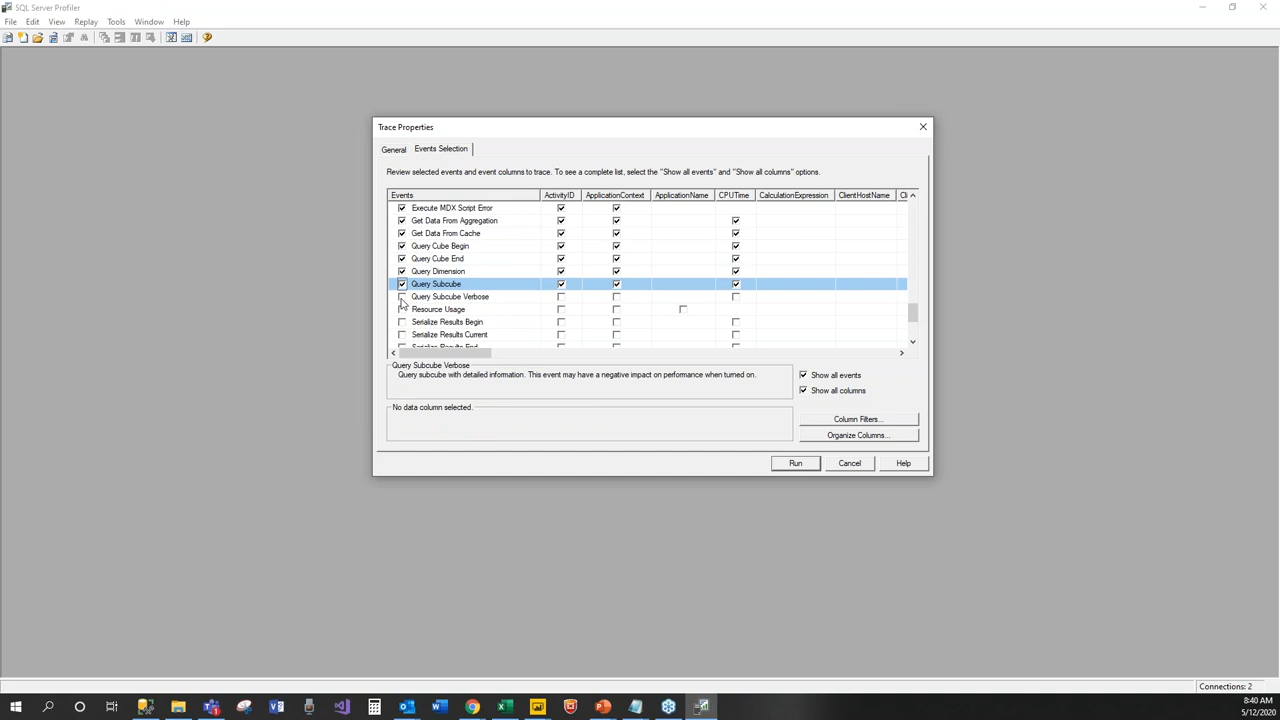 SQL Server Profiler
File Edit View Replay Tools Window Help
Trace Properties
General Events Selection
Review selected events and event columns to trace. To see a complete list, select the "Show all events" and "Show all columns" options.
Events ActivityID ApplicationContext ApplicationName CPUTime CalculationExpression ClientHostName
Execute MDX Script Error
Get Data From Aggregation
Get Data From Cache
Query Cube Begin
Query Cube End
Query Dimension
Query Subcube
Query Subcube Verbose
Resource Usage
Serialize Results Begin
Serialize Results Current
Serialize Results End
Query Subcube Verbose
Query subcube with detailed information. This event may have a negative impact on performance when turned on.
Show all events
Show all columns
No data column selected.
Column Filters...
Organize Columns...
Run Cancel Help
Connections: 2
8:40 AM
5/12/2020